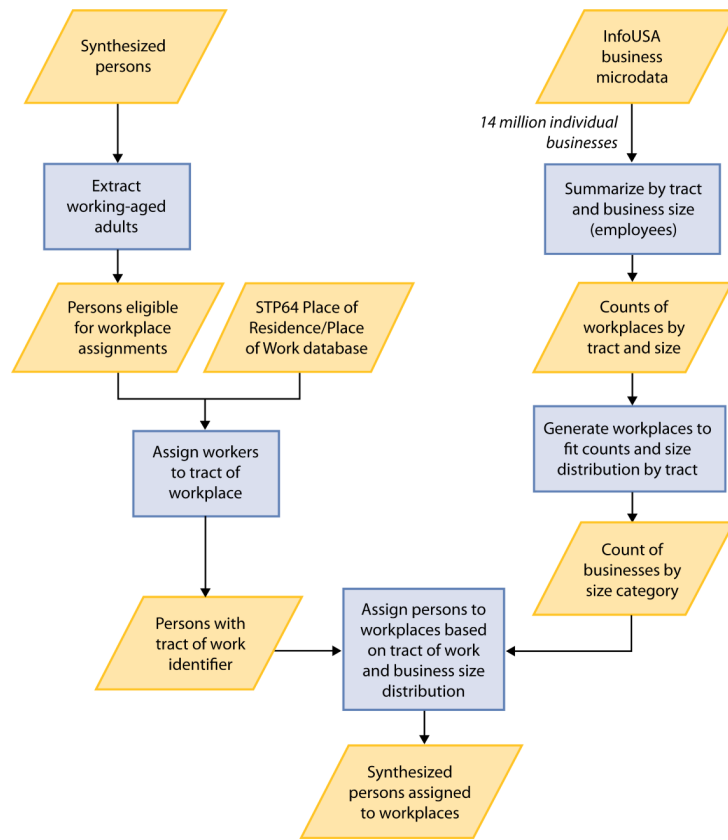 Synthesized
persons
InfoUSA
business
microdata
14 million individual
businesses
Extract
working-aged
adults
Summarize by tract
and business size
(employees)
Persons eligible
for workplace
assignments
STP64 Place of
Residence/Place
of Work database
Counts of
workplaces by
tract and size
Assign workers
to tract of
workplace
Generate workplaces to
fit counts and size
distribution by tract
Count of
businesses by
size category
Persons with
tract of work
identifier
Assign persons to
workplaces based
on tract of work
and business size
distribution
Synthesized
persons assigned
to workplaces